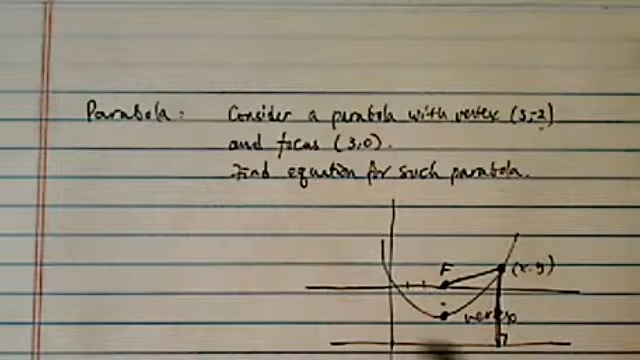 Parabola: Consider a parabola with vertex (3,-2)
and focus (3,0).
Find equation for such parabola.
F
(x,y)
vertex